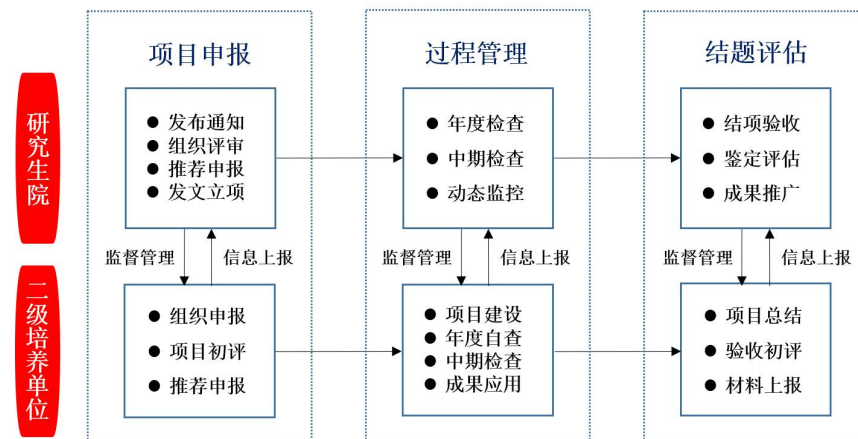 项目申报
过程管理
结题评估
研究生院
发布通知
组织评审
推荐申报
发文立项
年度检查
中期检查
动态监控
结项验收
鉴定评估
成果推广
监督管理
信息上报
监督管理
信息上报
监督管理
信息上报
二级培养单位
组织申报
项目初评
推荐申报
项目建设
年度自查
中期检查
成果应用
项目总结
验收初评
材料上报